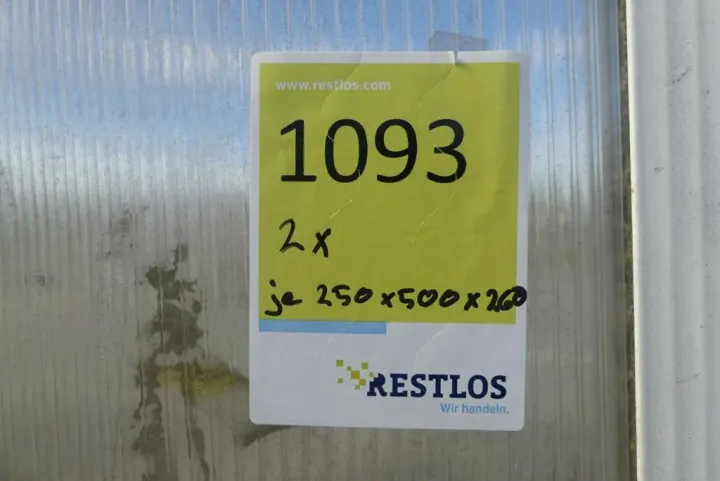 www.restlos.com
1093
2x
je 250x500x260
RESTLOS
Wir handeln.